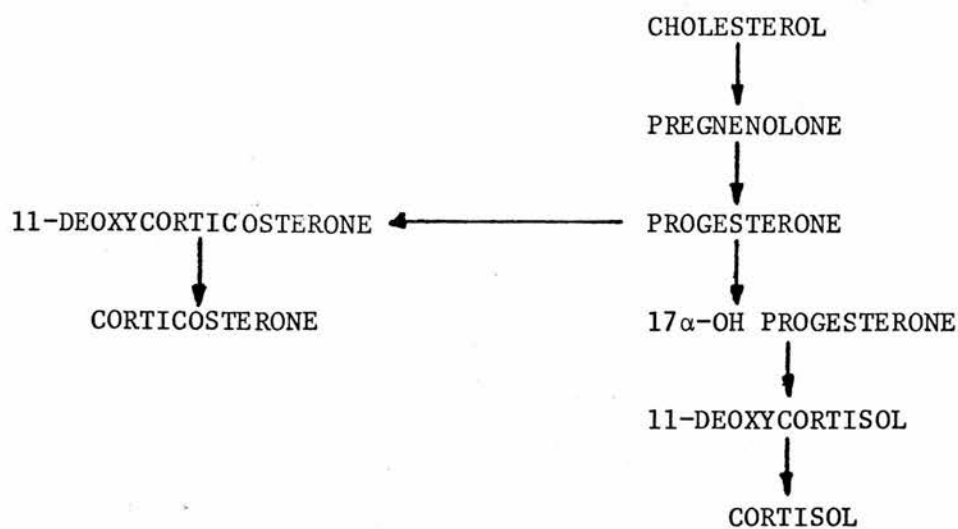 CHOLESTEROL
PREGNENOLONE
11-DEOXYCORTICOSTERONE PROGESTERONE
CORTICOSTERONE 17α-OH PROGESTERONE
11-DEOXYCORTISOL
CORTISOL